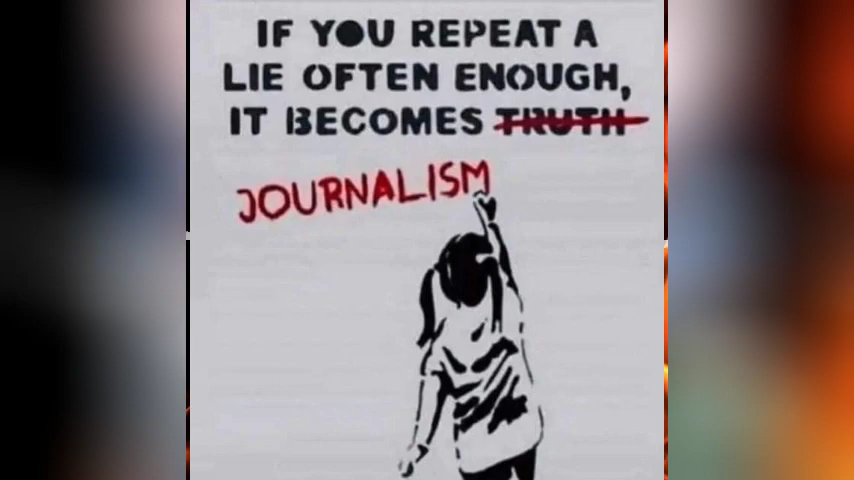 IF YOU REPEAT A
LIE OFTEN ENOUGH,
IT BECOMES TRUTH
JOURNALISM